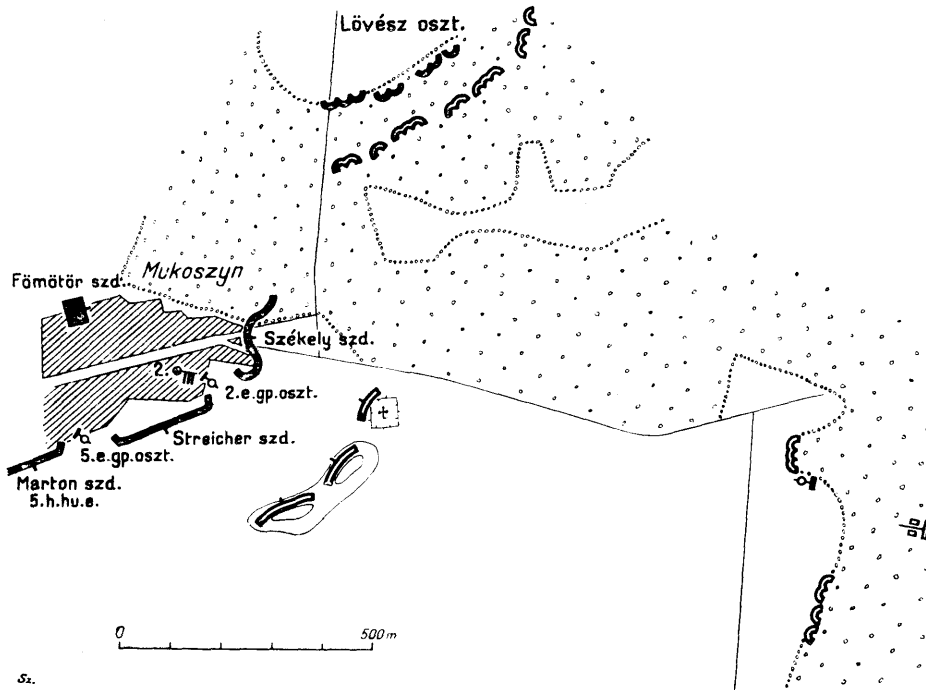 Lövész oszt.
Mukoszyn
Fömötör szd.
Székely szd.
2.
2.e.gp.oszt.
Streicher szd.
5.e.gp.oszt.
Marton szd.
5.h.hu.e.
0
500 m
Sz.